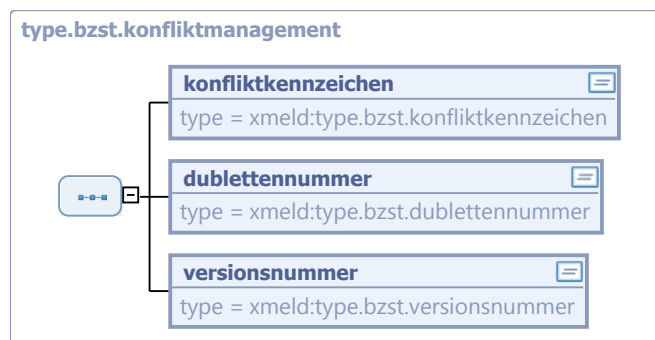 type.bzst.konfliktmanagement
konfliktkennzeichen
type = xmeld:type.bzst.konfliktkennzeichen
dublettennummer
type = xmeld:type.bzst.dublettennummer
versionsnummer
type = xmeld:type.bzst.versionsnummer